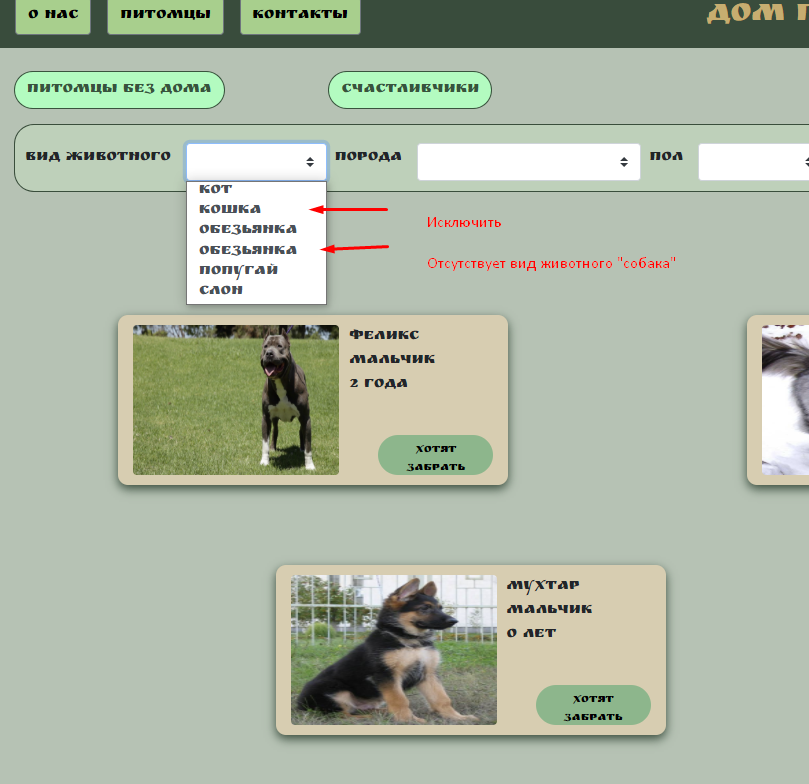 о нас
питомцы
контакты
дом п
питомцы без дома
счастливчики
вид животного
порода
пол
кот
кошка
обезьянка
обезьянка
попугай
слон
Исключить
Отсутствует вид животного "собака"
феликс
мальчик
2 года
хотят
забрать
мухтар
мальчик
0 лет
хотят
забрать